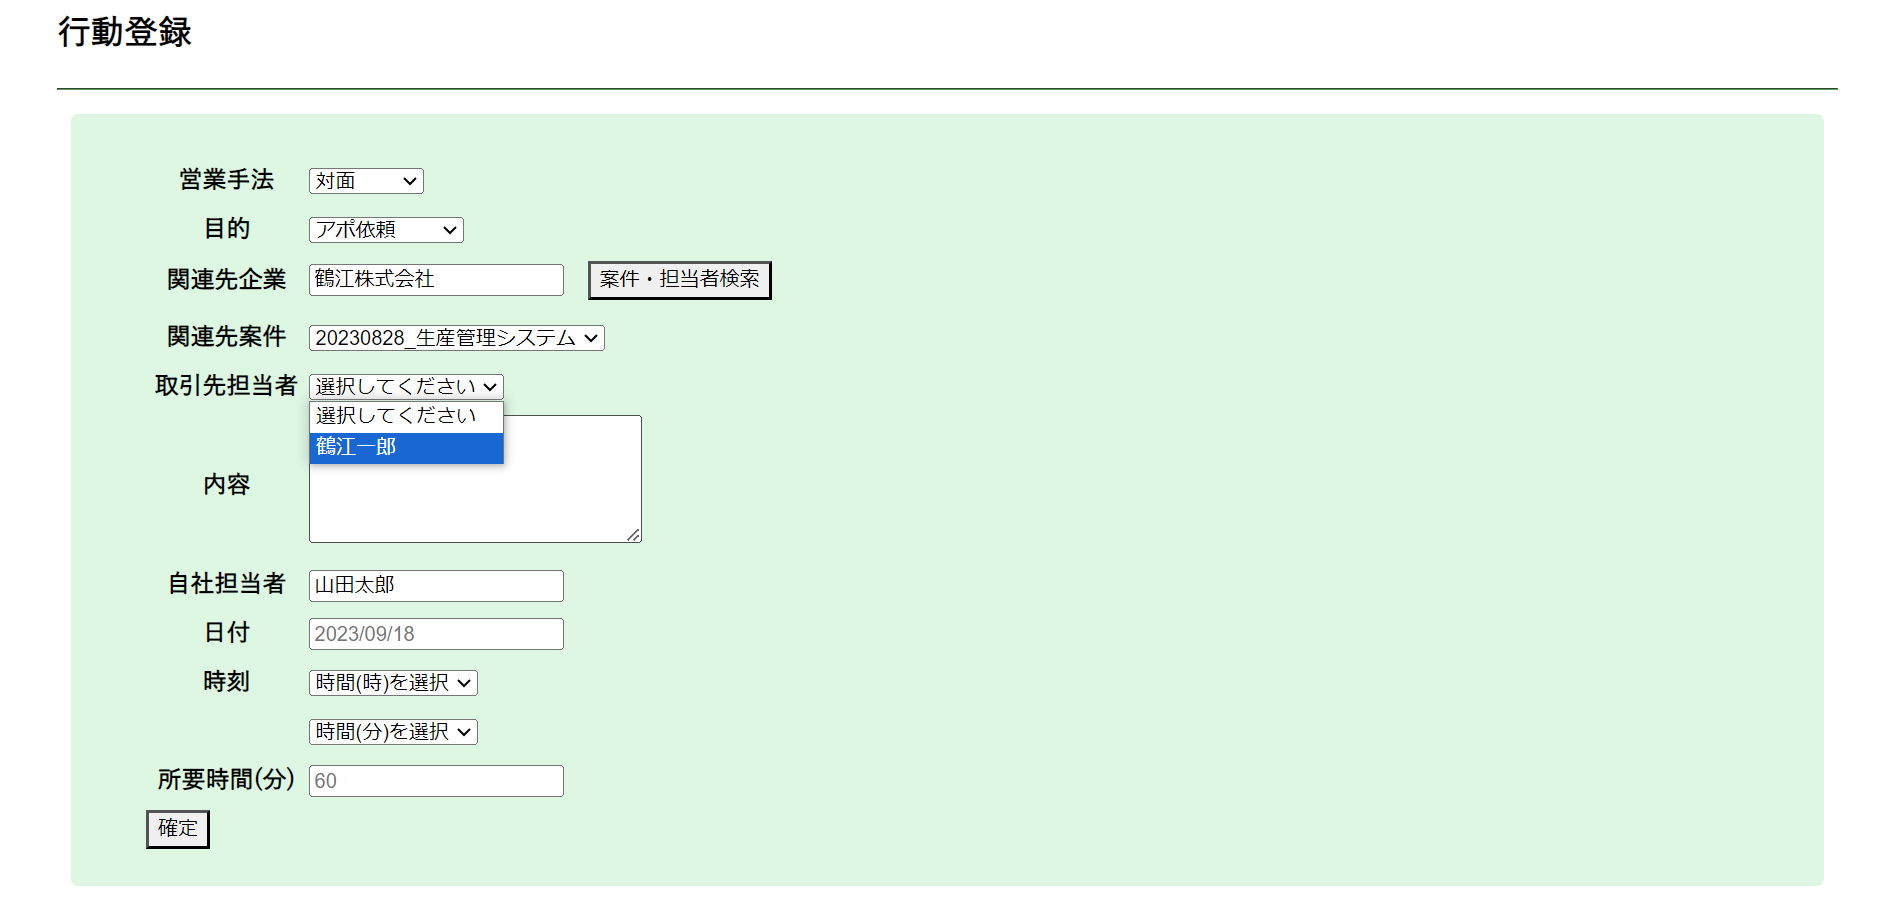 行動登録
営業手法 対面
目的 アポ依頼
関連先企業 鶴江株式会社 案件・担当者検索
関連先案件 20230828_生産管理システム
取引先担当者 選択してください
選択してください
鶴江一郎
内容
自社担当者 山田太郎
日付 2023/09/18
時刻 時間(時)を選択
時間(分)を選択
所要時間(分) 60
確定